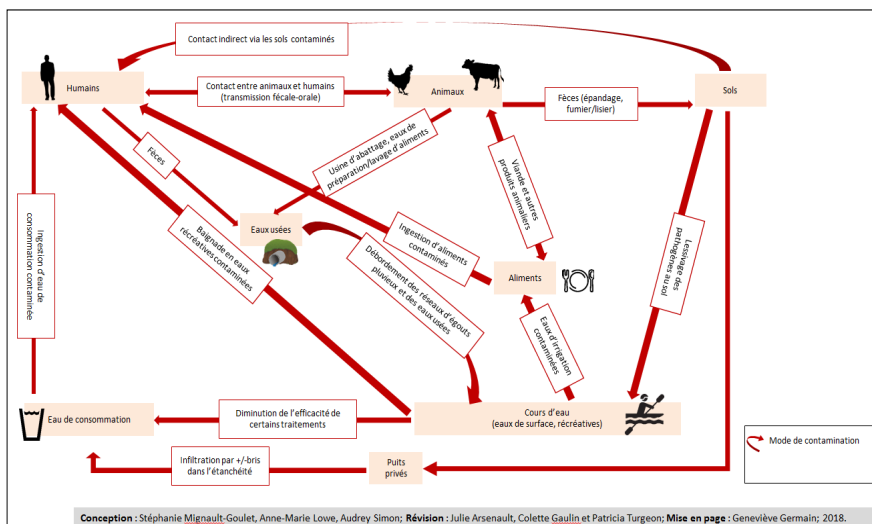 Contact indirect via les sols contaminés
Humains
Contact entre animaux et humains
(transmission fécale-orale)
Animaux
Fèces (épandage,
fumier/lisier)
Sols
Fèces
Usine d'abattage, eaux de
préparation/lavage d'aliments
Viande et autres
produits animaliers
Eaux usées
Ingestion d'eau de
consommation contaminée
Baignade en eaux
récréatives contaminées
Ingestion d'aliments
contaminés
Aliments
Lessivage des
pathogènes au sol
Débordement des réseaux d'égouts
pluvieux et des eaux usées
Eaux d'irrigation
contaminées
Eau de consommation
Diminution de l'efficacité de
certains traitements
Cours d'eau
(eaux de surface, récréatives)
Infiltration par +/-bris
dans l'étanchéité
Puits
privés
Mode de contamination
Conception : Stéphanie Mignault-Goulet, Anne-Marie Lowe, Audrey Simon; Révision : Julie Arsenault, Colette Gaulin et Patricia Turgeon; Mise en page : Geneviève Germain; 2018.